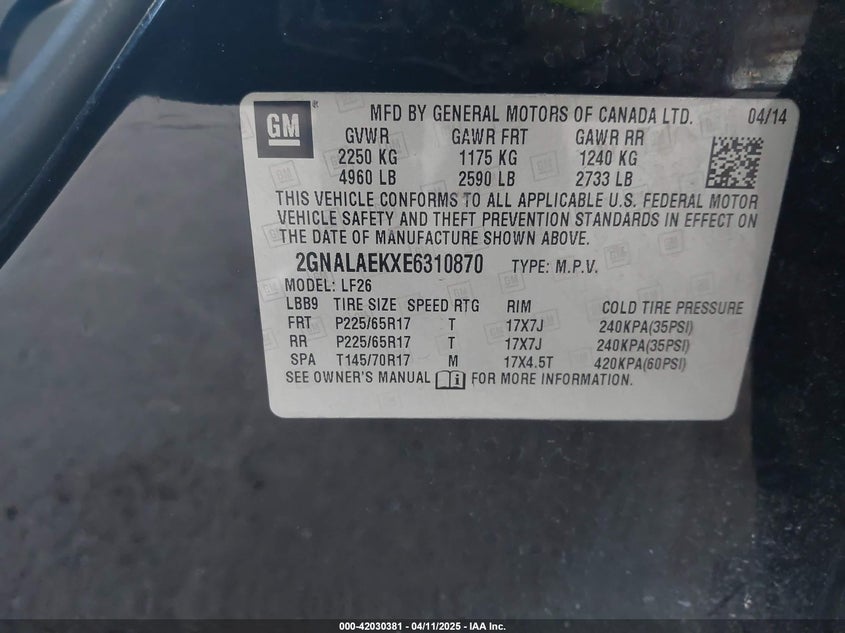 GM
MFD BY GENERAL MOTORS OF CANADA LTD. 04/14
GVWR GAWR FRT GAWR RR
2250 KG 1175 KG 1240 KG
4960 LB 2590 LB 2733 LB
THIS VEHICLE CONFORMS TO ALL APPLICABLE U.S. FEDERAL MOTOR
VEHICLE SAFETY AND THEFT PREVENTION STANDARDS IN EFFECT ON
THE DATE OF MANUFACTURE SHOWN ABOVE.
2GNALAEKXE6310870 TYPE: M.P.V.
MODEL: LF26
LBB9 TIRE SIZE SPEED RTG RIM COLD TIRE PRESSURE
FRT P225/65R17 T 17X7J 240KPA(35PSI)
RR P225/65R17 T 17X7J 240KPA(35PSI)
SPA T145/70R17 M 17X4.5T 420KPA(60PSI)
SEE OWNER'S MANUAL FOR MORE INFORMATION.
000-42030381 - 04/11/2025 - IAA Inc.